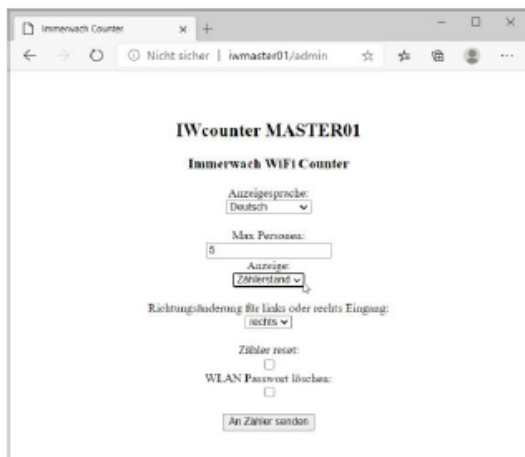 Immerwach Counter
Nicht sicher | iwmaster01/admin
IWcounter MASTER01
Immerwach WiFi Counter
Anzeigesprache:
Deutsch
Max Personen:
5
Anzeige:
Zählerstand
Richtungsänderung für links oder rechts Eingang:
rechts
Zähler reset:
WLAN Passwort löschen:
An Zähler senden